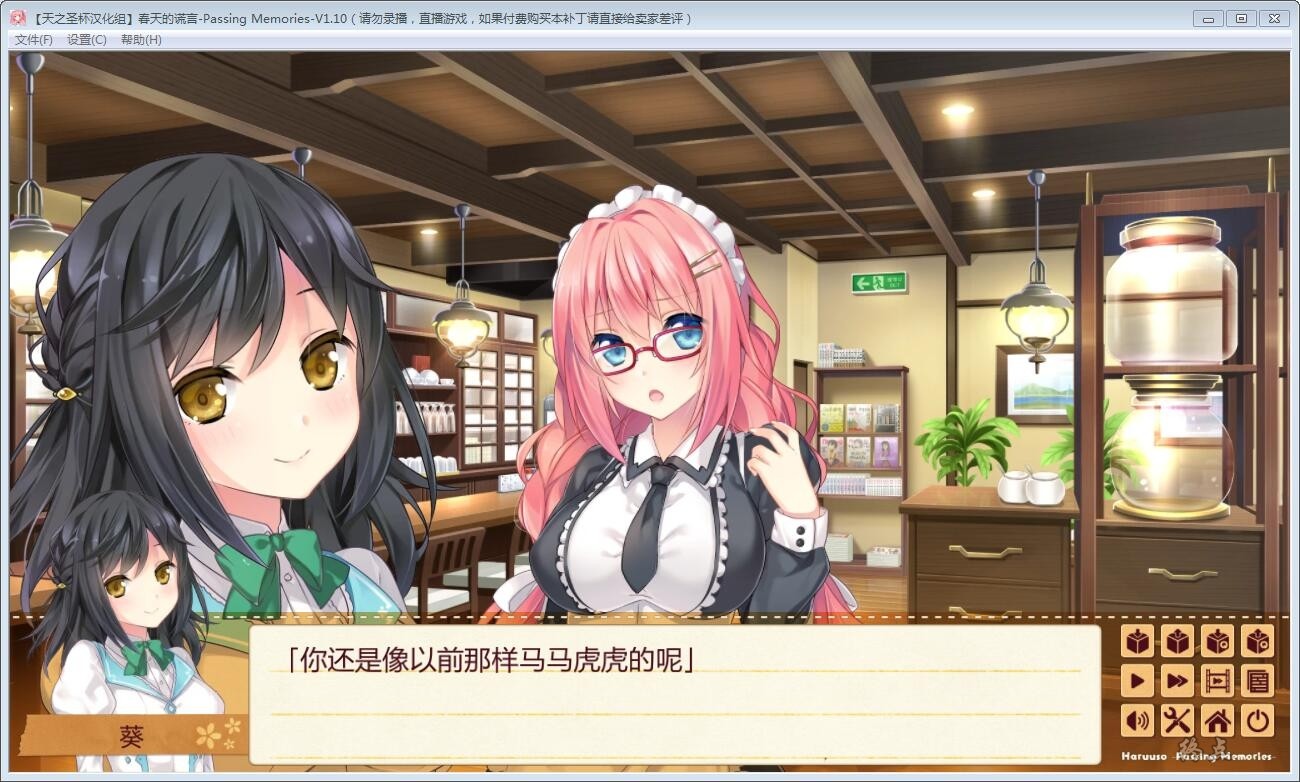 【天之圣杯汉化组】春天的谎言-Passing Memories-V1.10（请勿录播，直播游戏，如果付费购买本补丁请直接给卖家差评）
文件(F) 设置(C) 帮助(H)
「你还是像以前那样马马虎虎的呢」
葵
Haruuso Passing Memories
终点